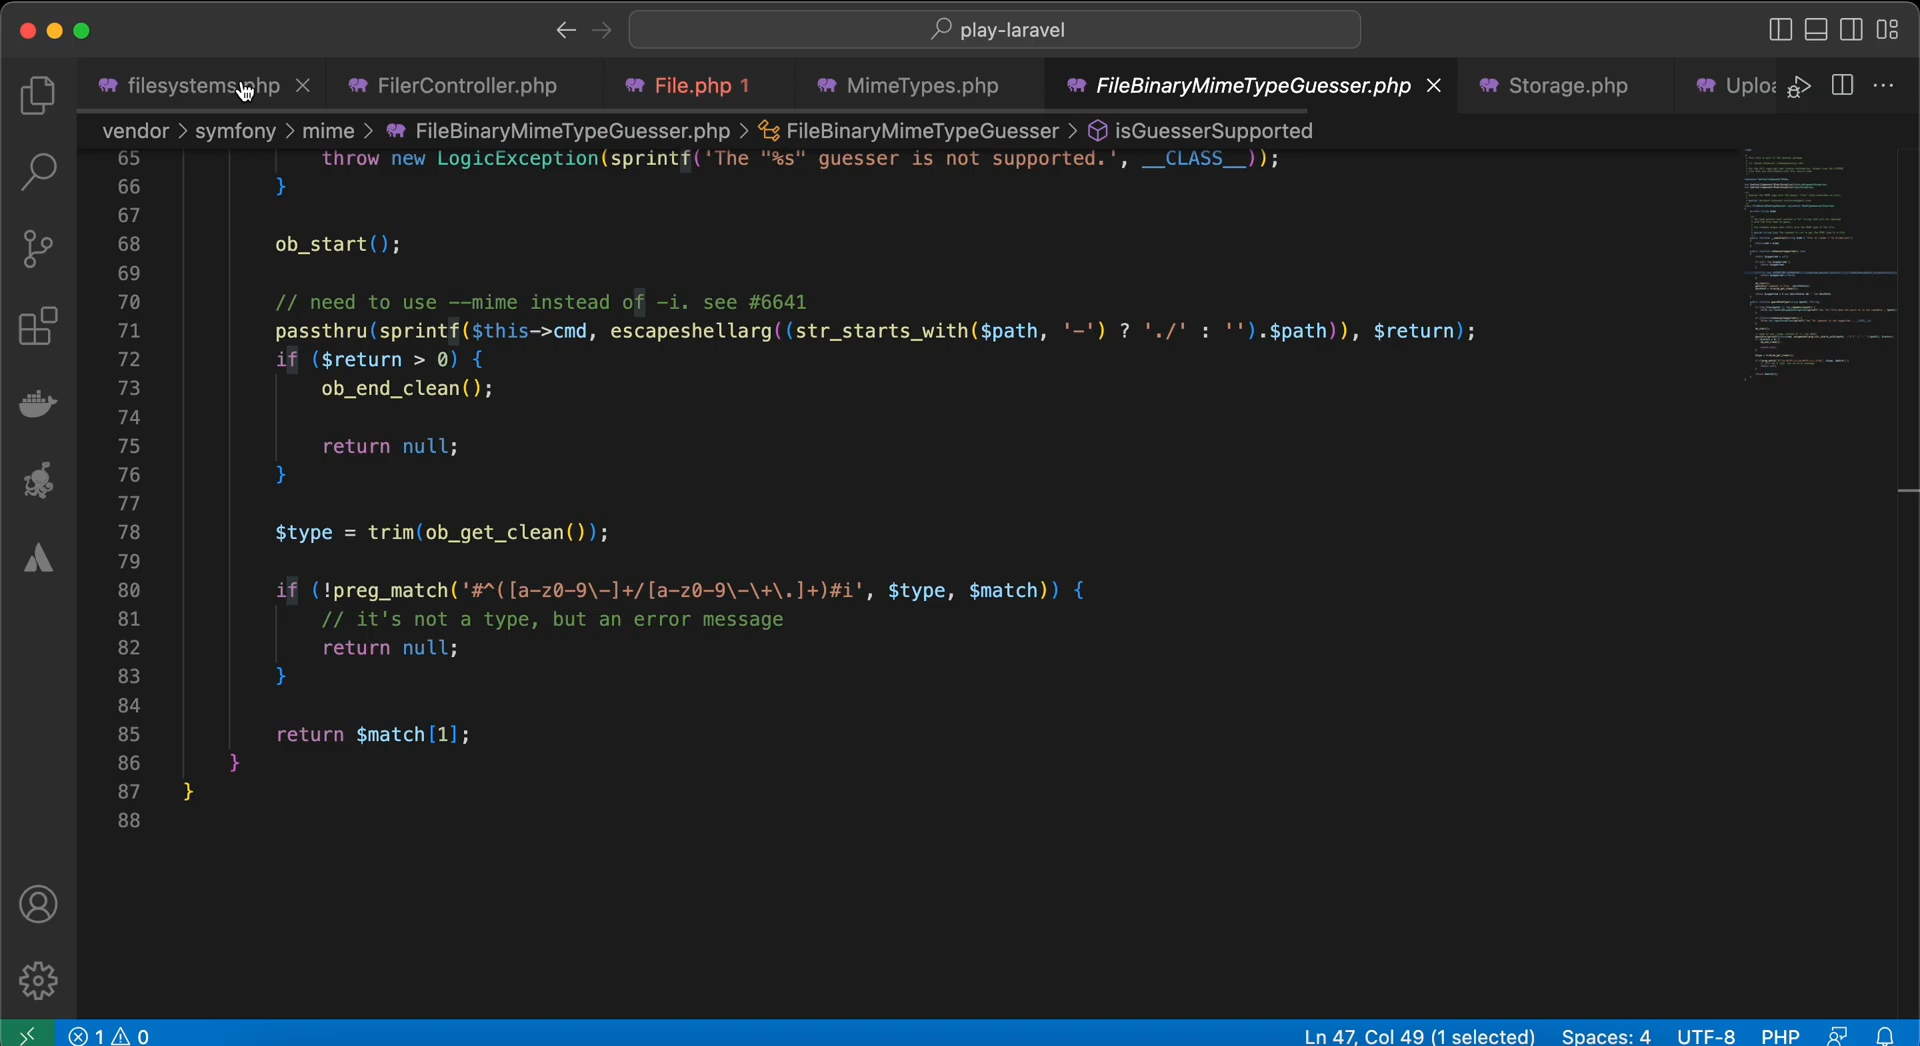 play-laravel
filesystems.php FilerController.php File.php 1 MimeTypes.php FileBinaryMimeTypeGuesser.php Storage.php Uploa
vendor > symfony > mime > FileBinaryMimeTypeGuesser.php > FileBinaryMimeTypeGuesser > isGuesserSupported
65 throw new LogicException(sprintf('The "%s" guesser is not supported.', __CLASS__));
66 }
67
68 ob_start();
69
70 // need to use --mime instead of -i. see #6641
71 passthru(sprintf($this->cmd, escapeshellarg((str_starts_with($path, '-') ? './' : '').$path)), $return);
72 if ($return > 0) {
73 ob_end_clean();
74
75 return null;
76 }
77
78 $type = trim(ob_get_clean());
79
80 if (!preg_match('#^([a-z0-9\-]+/[a-z0-9\-\+\.]+)#i', $type, $match)) {
81 // it's not a type, but an error message
82 return null;
83 }
84
85 return $match[1];
86 }
87 }
88
1 0 Ln 47, Col 49 (1 selected) Spaces: 4 UTF-8 PHP